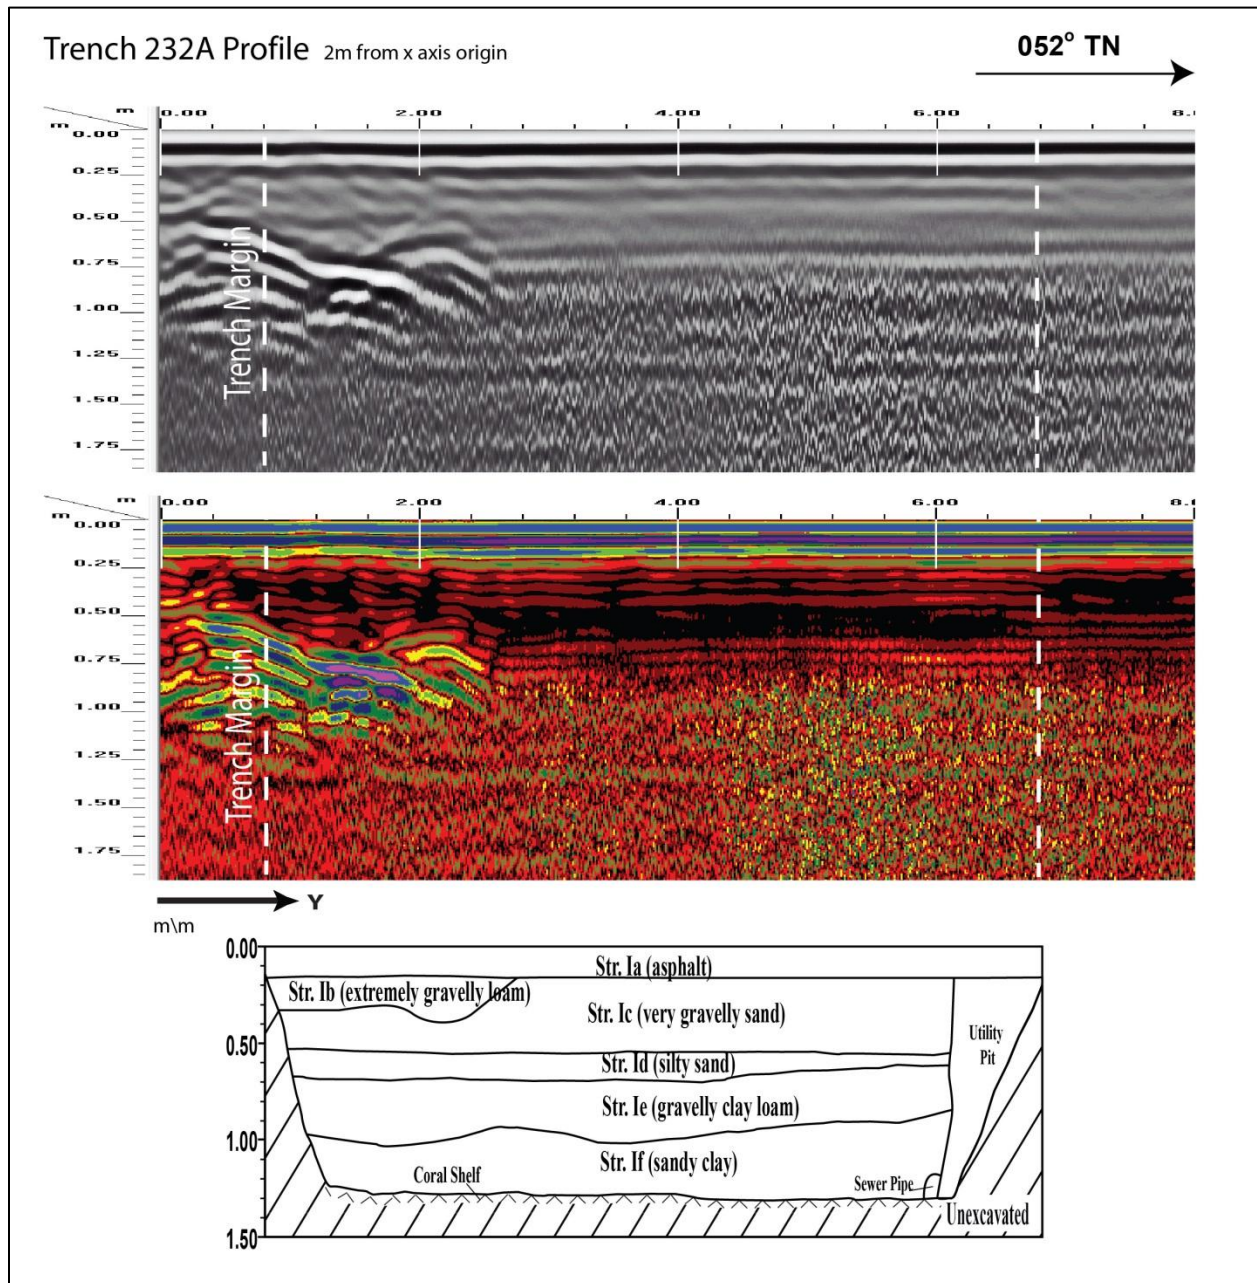 Trench 232A Profile 2m from x axis origin
052° TN
m 0.00 2.00 4.00 6.00 8.0
m
0.00
0.25
0.50
0.75
1.00
1.25
1.50
1.75
Trench Margin
m 0.00 2.00 4.00 6.00 8.0
m
0.00
0.25
0.50
0.75
1.00
1.25
1.50
1.75
Trench Margin
Y
m\m
0.00
Str. Ia (asphalt)
Str. Ib (extremely gravelly loam)
Str. Ic (very gravelly sand)
Utility
Pit
0.50
Str. Id (silty sand)
Str. Ie (gravelly clay loam)
1.00
Str. If (sandy clay)
Coral Shelf
Sewer Pipe
Unexcavated
1.50